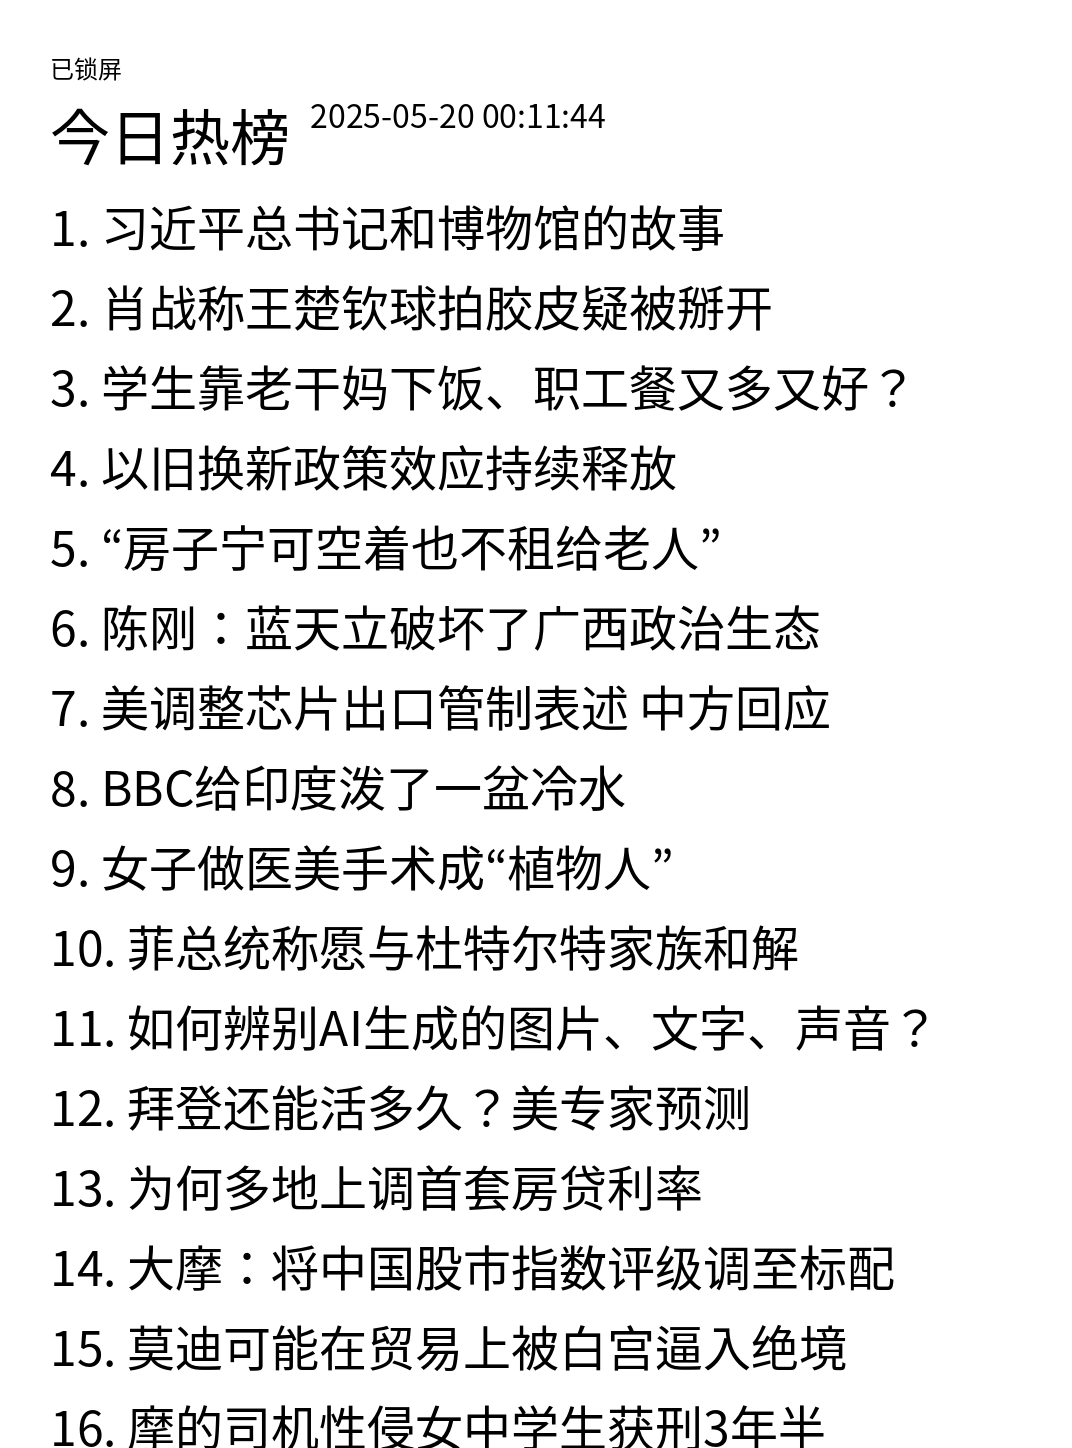 已锁屏
今日热榜 2025-05-20 00:11:44
1. 习近平总书记和博物馆的故事
2. 肖战称王楚钦球拍胶皮疑被掰开
3. 学生靠老干妈下饭、职工餐又多又好？
4. 以旧换新政策效应持续释放
5. “房子宁可空着也不租给老人”
6. 陈刚：蓝天立破坏了广西政治生态
7. 美调整芯片出口管制表述 中方回应
8. BBC给印度泼了一盆冷水
9. 女子做医美手术成“植物人”
10. 菲总统称愿与杜特尔特家族和解
11. 如何辨别AI生成的图片、文字、声音？
12. 拜登还能活多久？美专家预测
13. 为何多地上调首套房贷利率
14. 大摩：将中国股市指数评级调至标配
15. 莫迪可能在贸易上被白宫逼入绝境
16. 摩的司机性侵女中学生获刑3年半